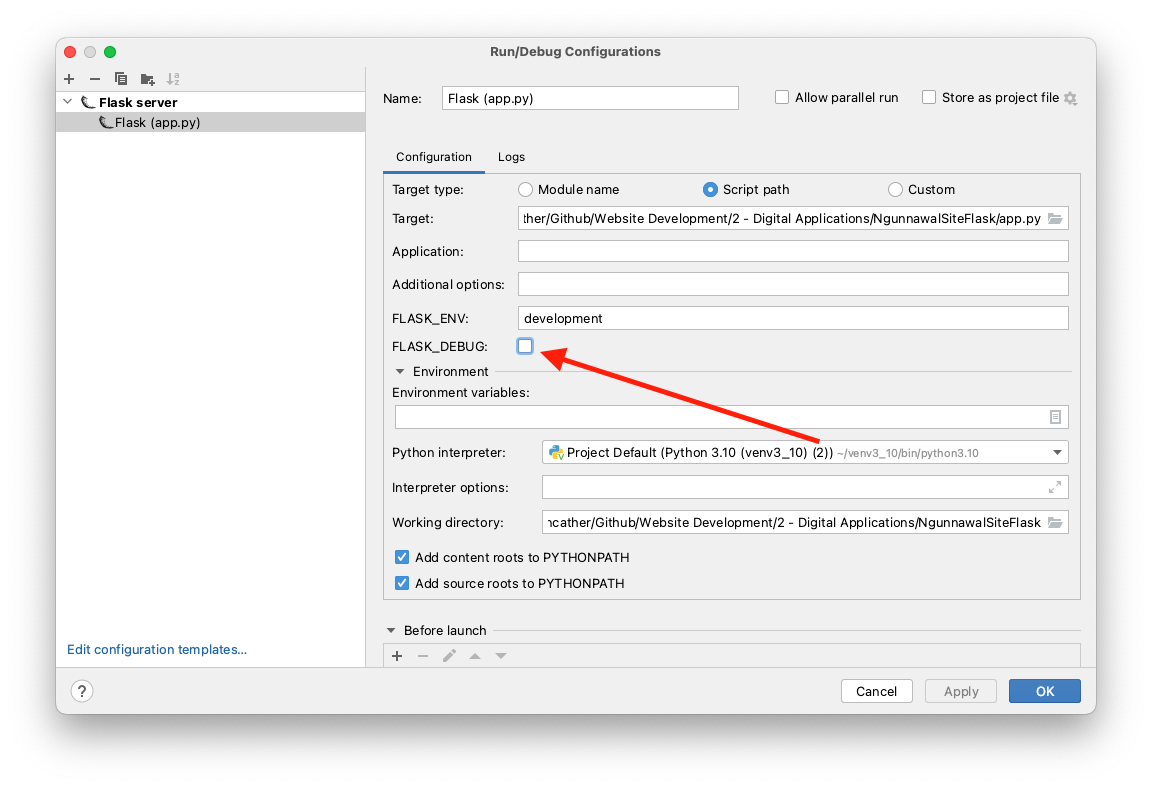 Run/Debug Configurations
Flask server
Flask (app.py)
Name: Flask (app.py) Allow parallel run Store as project file
Configuration Logs
Target type: Module name Script path Custom
Target: :her/Github/Website Development/2 - Digital Applications/NgunnawalSiteFlask/app.py
Application:
Additional options:
FLASK_ENV: development
FLASK_DEBUG:
Environment
Environment variables:
Python interpreter: Project Default (Python 3.10 (venv3_10) (2)) ~/venv3_10/bin/python3.10
Interpreter options:
Working directory: ncather/Github/Website Development/2 - Digital Applications/NgunnawalSiteFlask
Add content roots to PYTHONPATH
Add source roots to PYTHONPATH
Before launch
Edit configuration templates...
? Cancel Apply OK